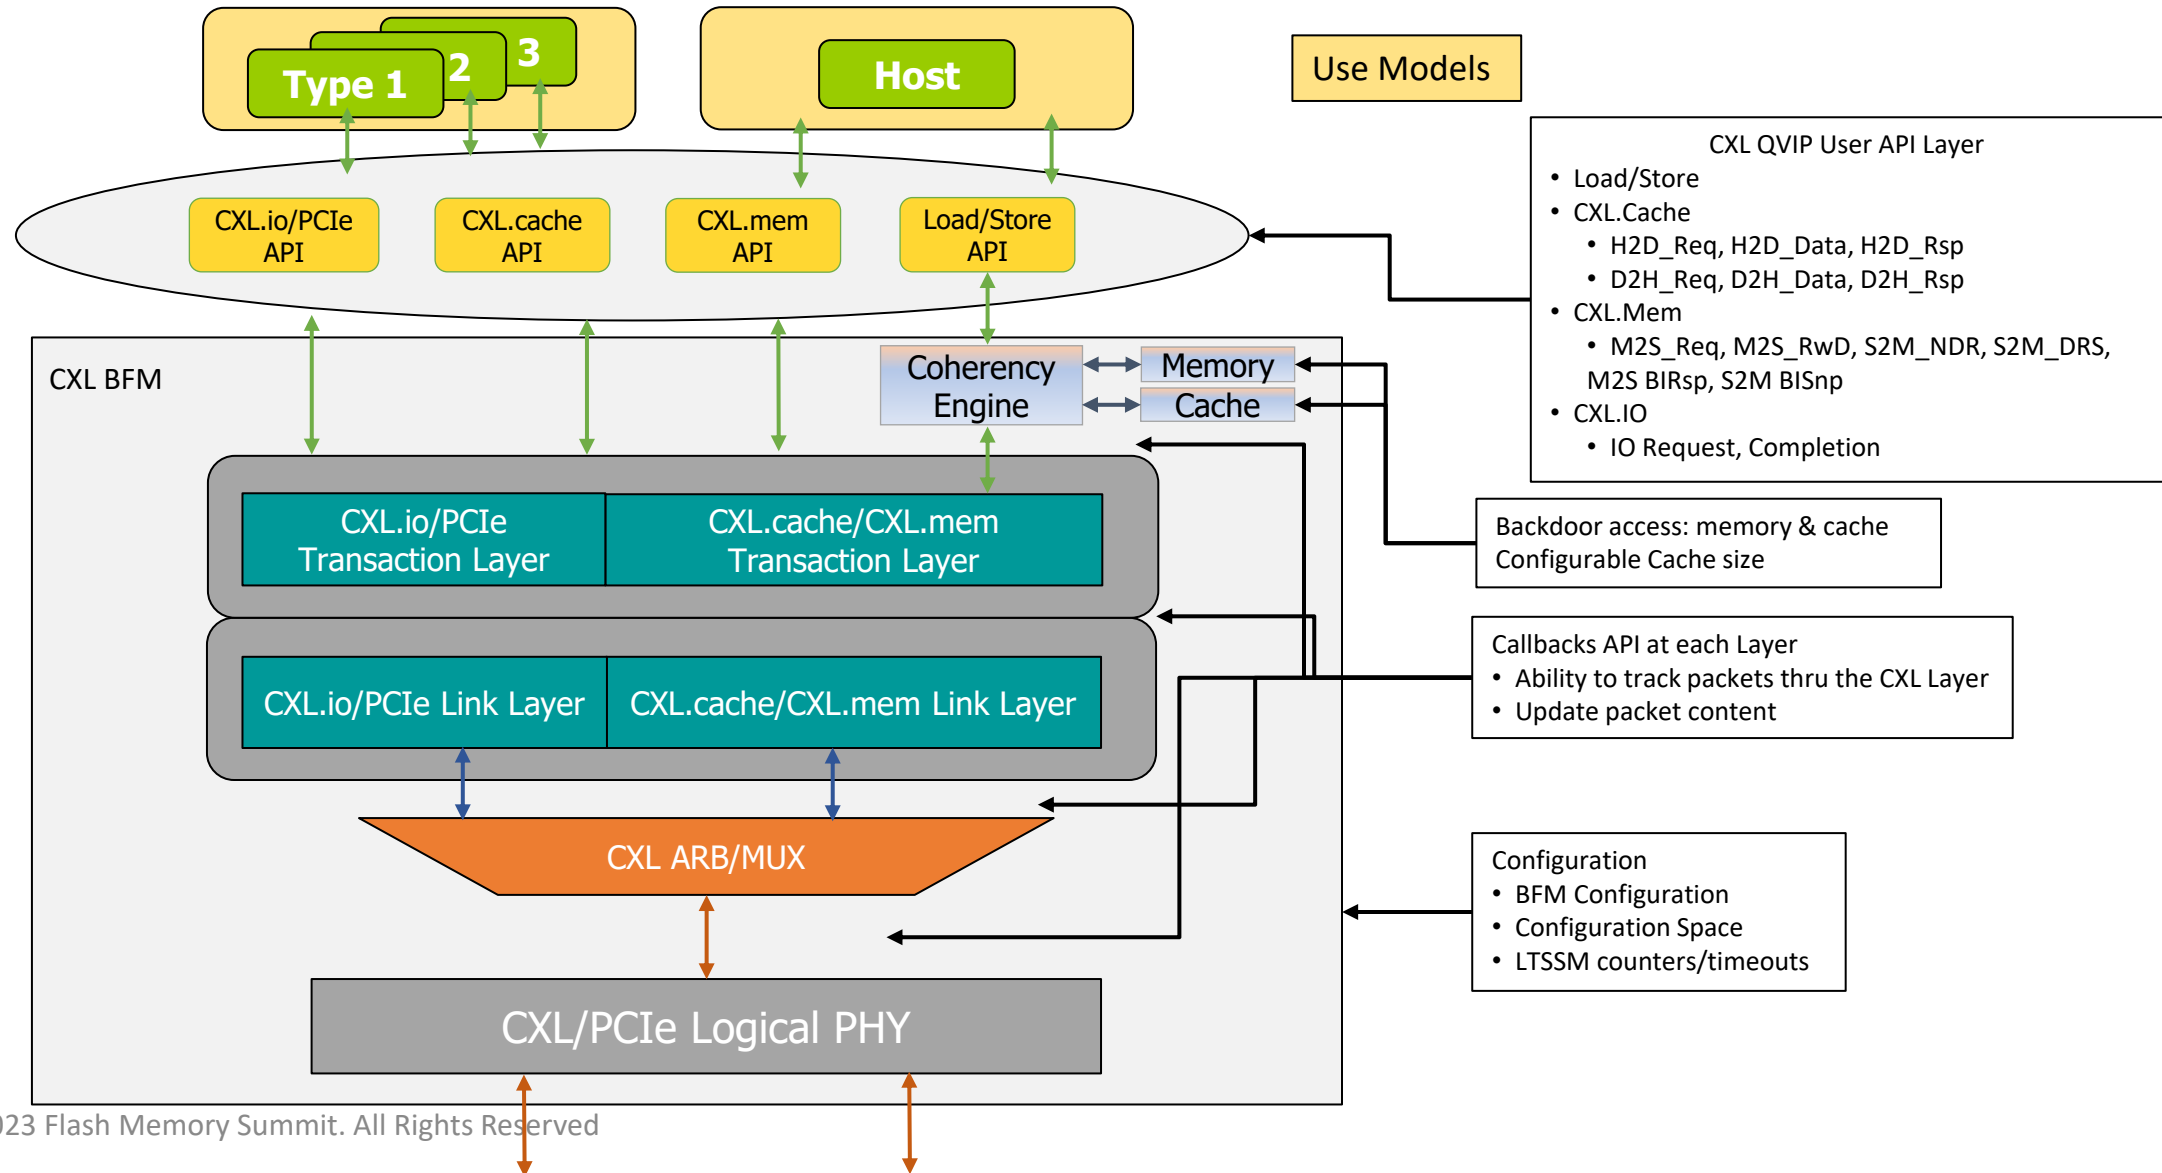 Type 1
2
3
Host
Use Models
CXL.io/PCIe
API
CXL.cache
API
CXL.mem
API
Load/Store
API
CXL QVIP User API Layer
• Load/Store
• CXL.Cache
• H2D_Req, H2D_Data, H2D_Rsp
• D2H_Req, D2H_Data, D2H_Rsp
• CXL.Mem
• M2S_Req, M2S_RwD, S2M_NDR, S2M_DRS,
M2S BIRsp, S2M BISnp
• CXL.IO
• IO Request, Completion
CXL BFM
Coherency
Engine
Memory
Cache
CXL.io/PCIe
Transaction Layer
CXL.cache/CXL.mem
Transaction Layer
Backdoor access: memory & cache
Configurable Cache size
CXL.io/PCIe Link Layer
CXL.cache/CXL.mem Link Layer
Callbacks API at each Layer
• Ability to track packets thru the CXL Layer
• Update packet content
CXL ARB/MUX
Configuration
• BFM Configuration
• Configuration Space
• LTSSM counters/timeouts
CXL/PCIe Logical PHY
023 Flash Memory Summit. All Rights Reserved